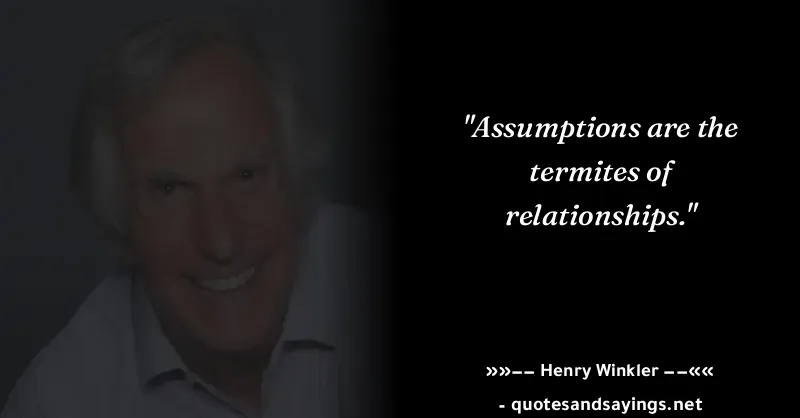 "Assumptions are the
termites of
relationships."
»»−− Henry Winkler −−««
- quotesandsayings.net